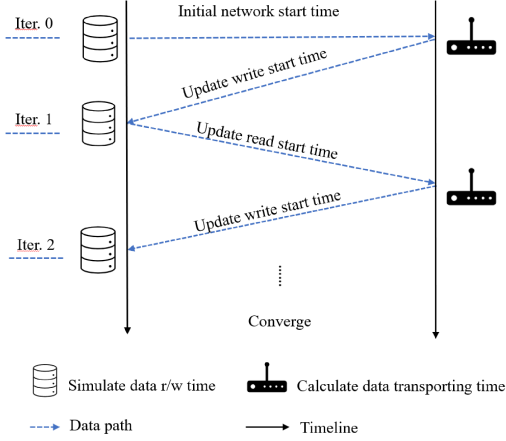 Iter. 0
Initial network start time
Update write start time
Iter. 1
Update read start time
Update write start time
Iter. 2
Converge
Simulate data r/w time
Calculate data transporting time
Data path
Timeline